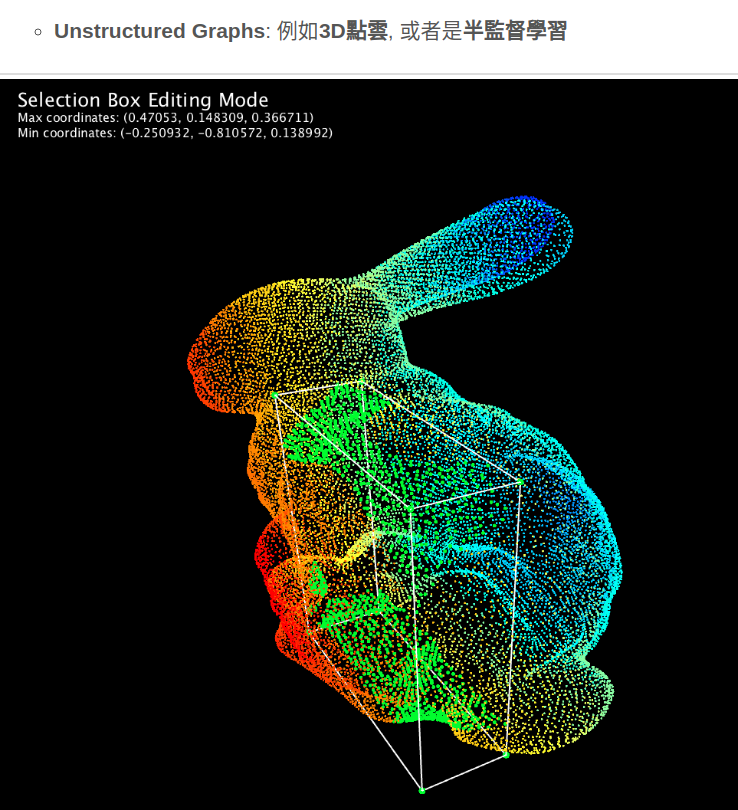 Unstructured Graphs: 例如3D點雲, 或者是半監督學習
Selection Box Editing Mode
Max coordinates: (0.47053, 0.148309, 0.366711)
Min coordinates: (-0.250932, -0.810572, 0.138992)